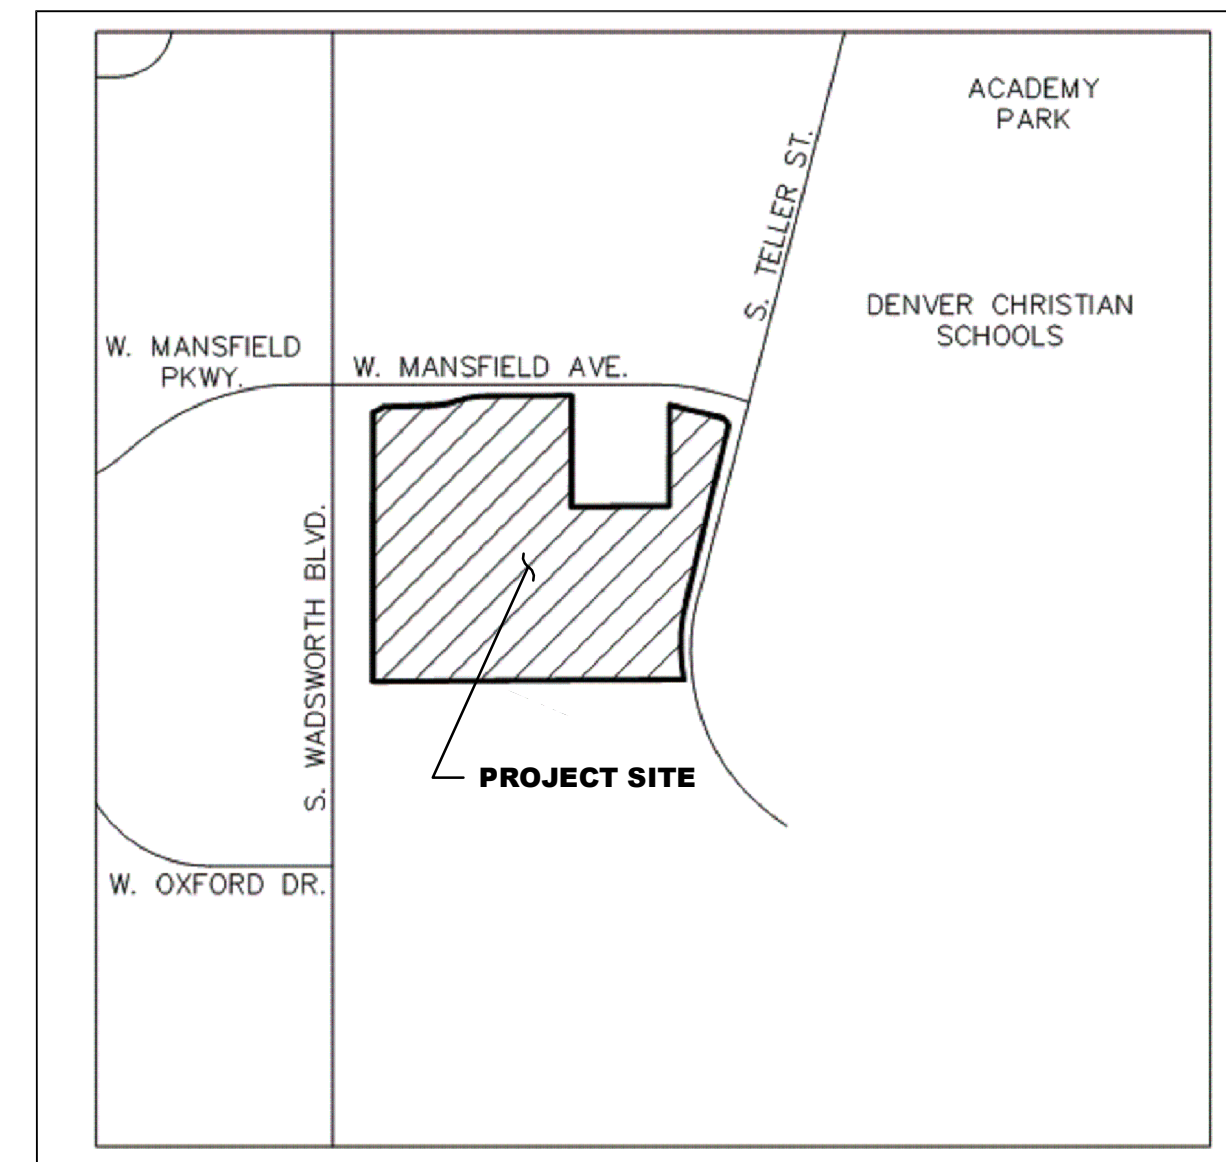 ACADEMY
PARK
S. TELLER ST.
DENVER CHRISTIAN
SCHOOLS
W. MANSFIELD
PKWY.
W. MANSFIELD AVE.
S. WADSWORTH BLVD.
PROJECT SITE
W. OXFORD DR.